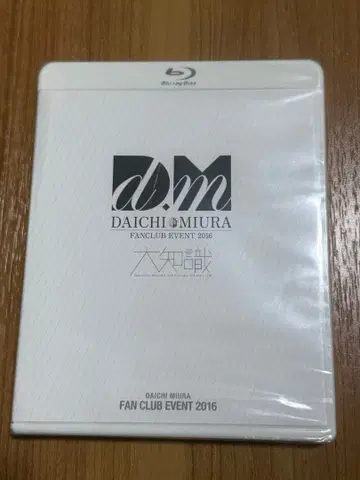 Blu-ray Disc
d.m
DAICHI MIURA
FANCLUB EVENT 2016
大知識
DAICHI MIURA
FAN CLUB EVENT 2016